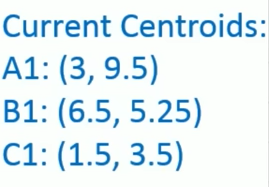 Current Centroids:
A1: (3, 9.5)
B1: (6.5, 5.25)
C1: (1.5, 3.5)